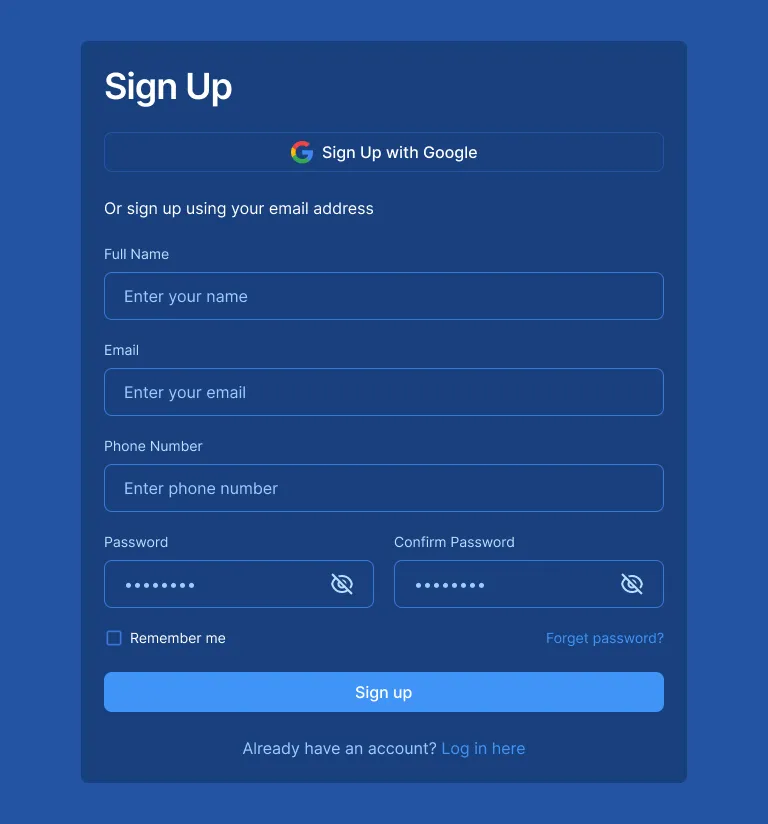 Sign Up
Sign Up with Google
Or sign up using your email address
Full Name
Enter your name
Email
Enter your email
Phone Number
Enter phone number
Password Confirm Password
•••••••• ••••••••
Remember me Forget password?
Sign up
Already have an account? Log in here